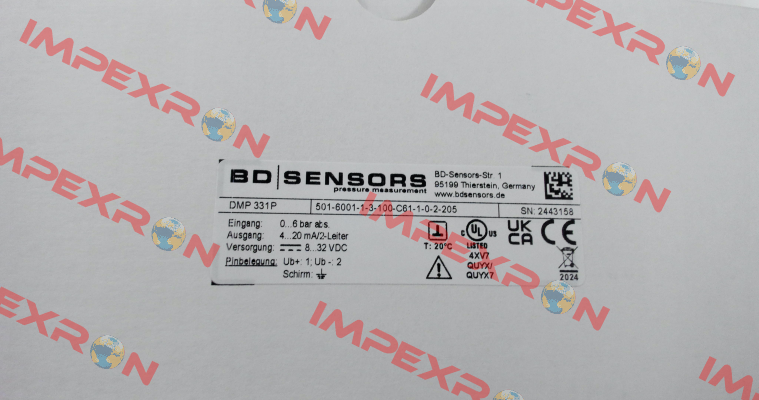 IMPEXRON
IMPEXRON
IMPEXRON
IMPEXRON
BD SENSORS
pressure measurement
BD-Sensors-Str. 1
95199 Thierstein, Germany
www.bdsensors.de
DMP 331P 501-6001-1-3-100-C61-1-0-2-205 SN: 2443158
Eingang: 0...6 bar abs.
Ausgang: 4...20 mA/2-Leiter
Versorgung: 8...32 VDC
Pinbelegung: Ub+: 1; Ub -: 2
Schirm:
T: 20°C
C UL US
LISTED
4XV7
QUYX/
QUYX7
UK
CA
CE
2024
IMPEXRON
IMPEXRON
IMPE